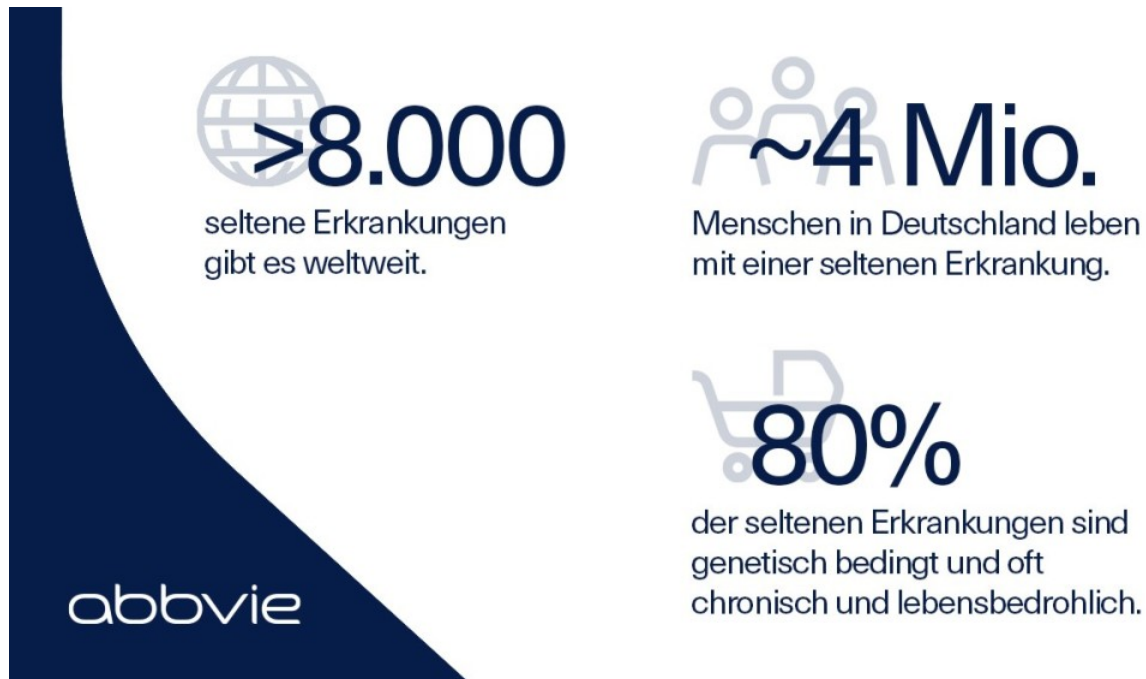 >8.000
seltene Erkrankungen
gibt es weltweit.
~4 Mio.
Menschen in Deutschland leben
mit einer seltenen Erkrankung.
80%
der seltenen Erkrankungen sind
genetisch bedingt und oft
chronisch und lebensbedrohlich.
abbvie